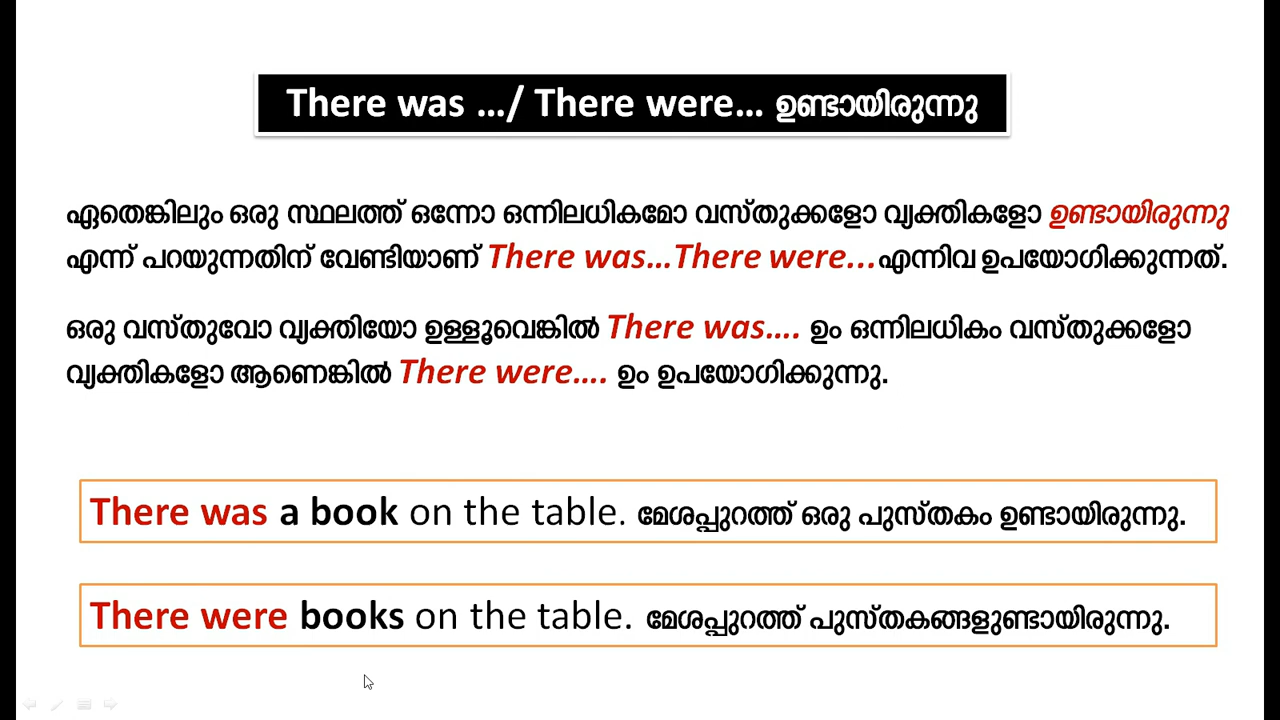 There was .../ There were... ഉണ്ടായിരുന്നു
ഏതെങ്കിലും ഒരു സ്ഥലത്ത് ഒന്നോ ഒന്നിലധികമോ വസ്തുക്കളോ വ്യക്തികളോ ഉണ്ടായിരുന്നു
എന്ന് പറയുന്നതിന് വേണ്ടിയാണ് There was...There were...എന്നിവ ഉപയോഗിക്കുന്നത്.
ഒരു വസ്തുവോ വ്യക്തിയോ ഉള്ളൂവെങ്കിൽ There was.... ഉം ഒന്നിലധികം വസ്തുക്കളോ
വ്യക്തികളോ ആണെങ്കിൽ There were.... ഉം ഉപയോഗിക്കുന്നു.
There was a book on the table. മേശപ്പുറത്ത് ഒരു പുസ്തകം ഉണ്ടായിരുന്നു.
There were books on the table. മേശപ്പുറത്ത് പുസ്തകങ്ങളുണ്ടായിരുന്നു.